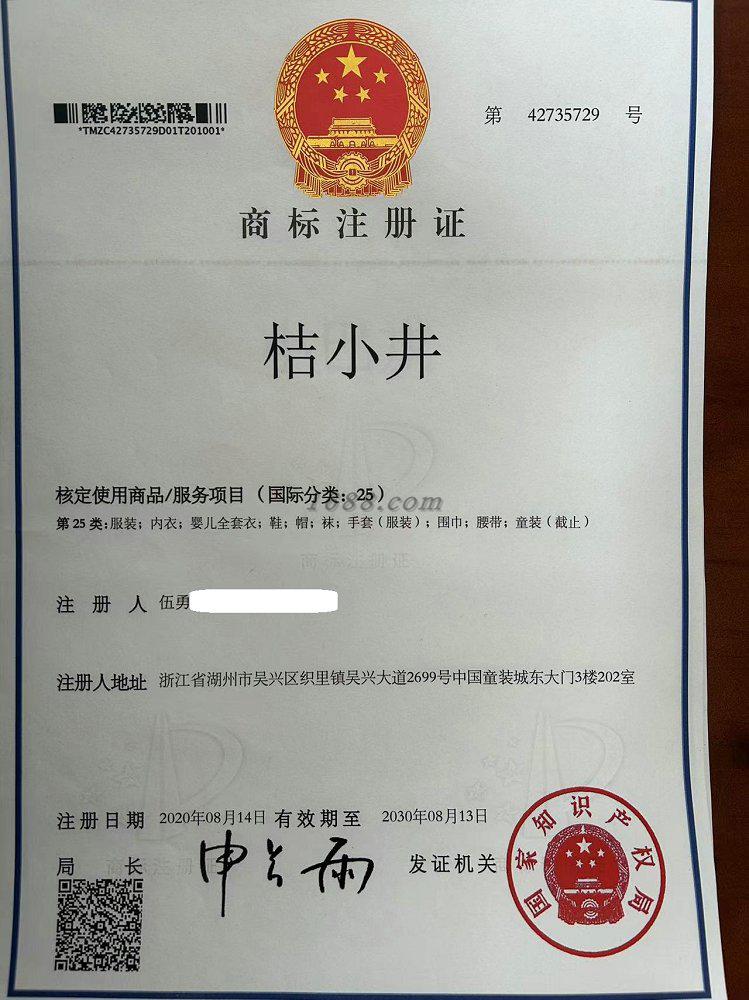 *TMZC42735729D01T201001*
第 42735729 号
商标注册证
桔小井
核定使用商品/服务项目（国际分类：25）
1688.com
第25类:服装；内衣；婴儿全套衣；鞋；帽；袜；手套（服装）；围巾；腰带；童装（截止）
商标注册证
注册人 伍勇
注册人地址 浙江省湖州市吴兴区织里镇吴兴大道2699号中国童装城东大门3楼202室
注册日期 2020年08月14日 有效期至 2030年08月13日
局长 申长雨 发证机关
商标注册
国家知识产权局